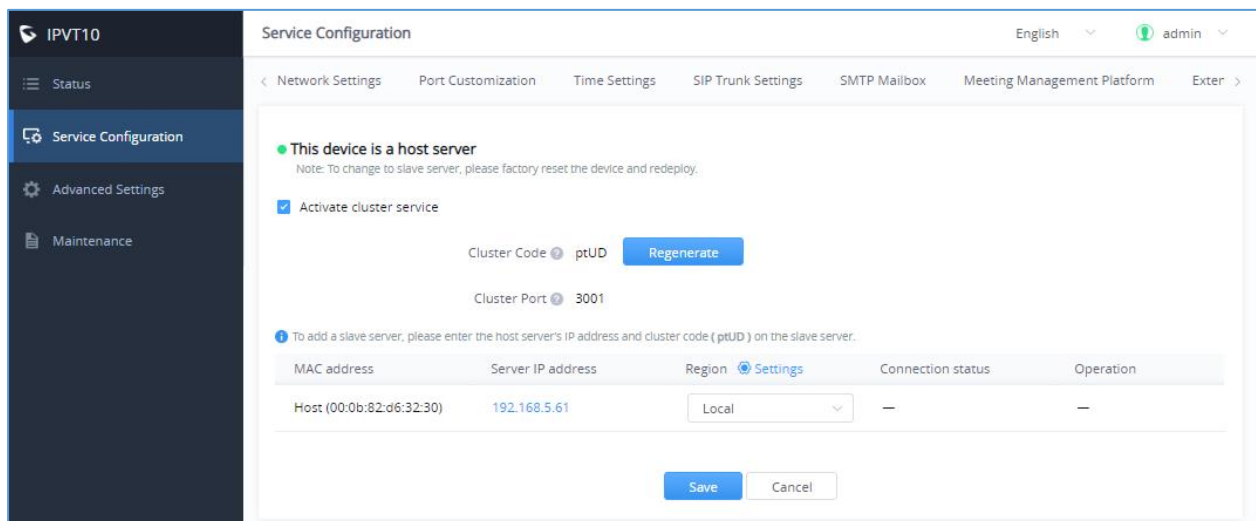 IPVT10
Service Configuration
English
admin
Status
Network Settings Port Customization Time Settings SIP Trunk Settings SMTP Mailbox Meeting Management Platform Exter
Service Configuration
Advanced Settings
Maintenance
This device is a host server
Note: To change to slave server, please factory reset the device and redeploy.
Activate cluster service
Cluster Code ptUD Regenerate
Cluster Port 3001
To add a slave server, please enter the host server's IP address and cluster code ( ptUD ) on the slave server.
MAC address Server IP address Region Settings Connection status Operation
Host (00:0b:82:d6:32:30) 192.168.5.61 Local — —
Save Cancel